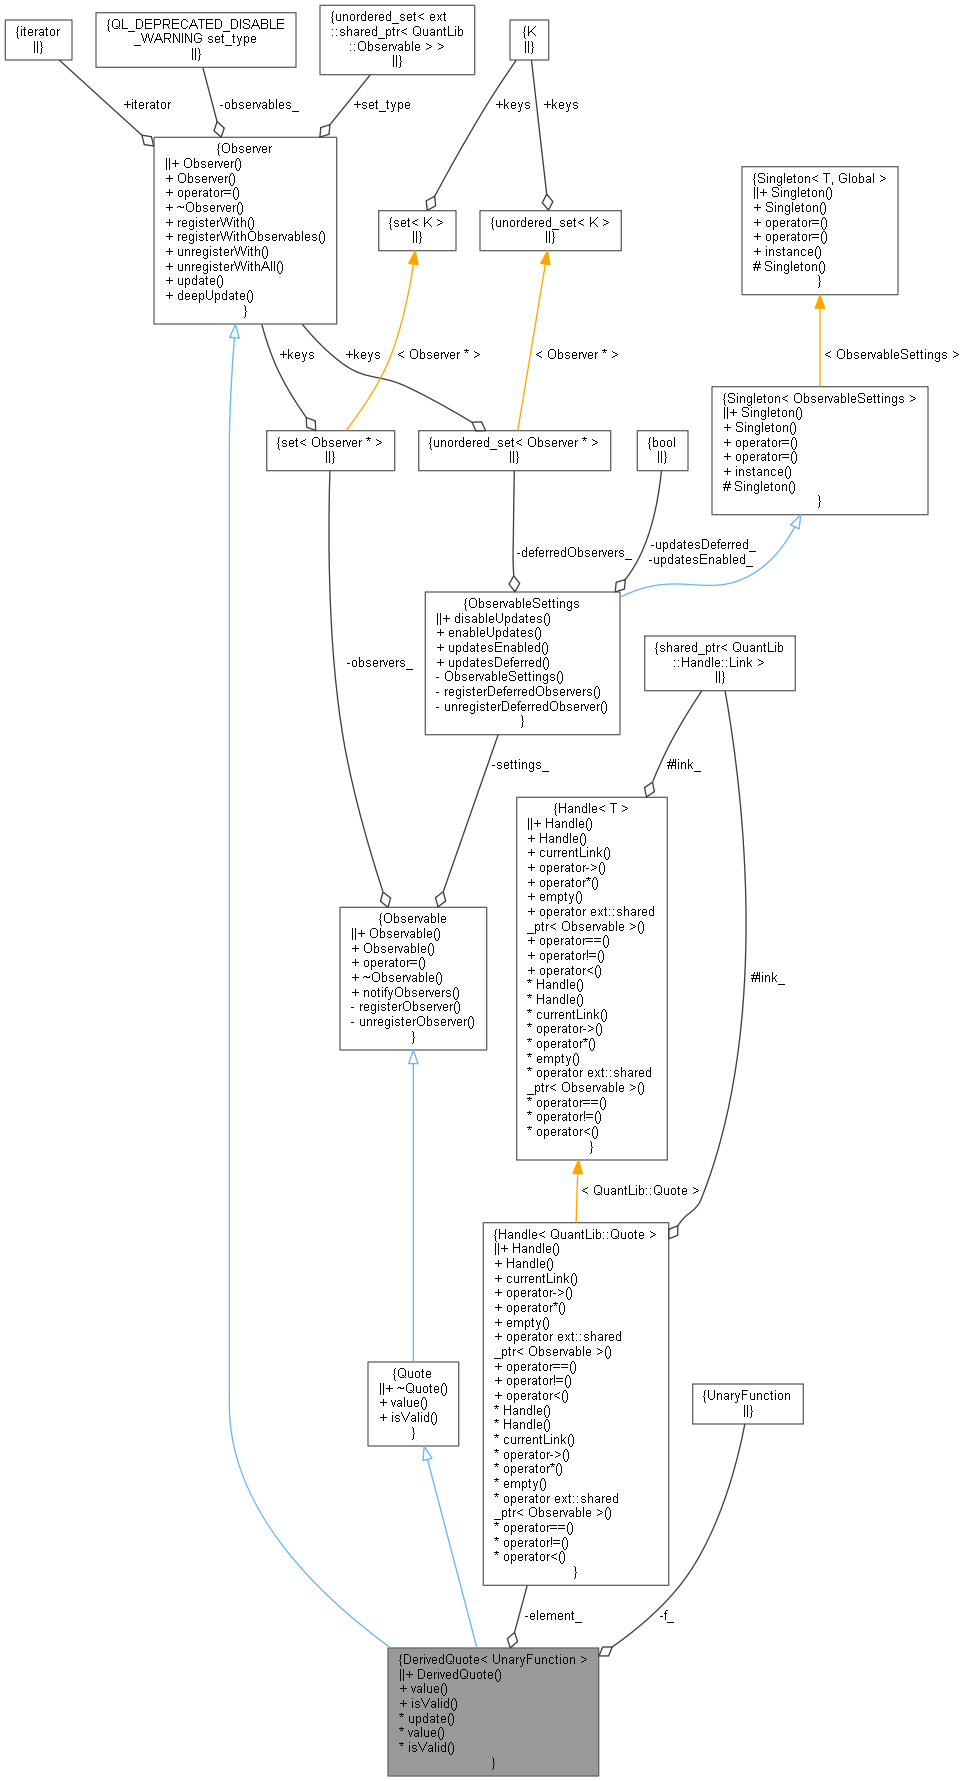 {iterator
||}
{QL_DEPRECATED_DISABLE
_WARNING set_type
||}
{unordered_set< ext
::shared_ptr< QuantLib
::Observable > >
||}
{K
||}
+iterator
-observables_
+set_type
+keys
+keys
{Observer
||+ Observer()
+ Observer()
+ operator=()
+ ~Observer()
+ registerWith()
+ registerWithObservables()
+ unregisterWith()
+ unregisterWithAll()
+ update()
+ deepUpdate()
}
{set< K >
||}
{unordered_set< K >
||}
{Singleton< T, Global >
||+ Singleton()
+ Singleton()
+ operator=()
+ operator=()
+ instance()
# Singleton()
}
+keys
+keys
< Observer * >
< Observer * >
< ObservableSettings >
{set< Observer * >
||}
{unordered_set< Observer * >
||}
{bool
||}
{Singleton< ObservableSettings >
||+ Singleton()
+ Singleton()
+ operator=()
+ operator=()
+ instance()
# Singleton()
}
-deferredObservers_
-updatesDeferred_
-updatesEnabled_
{ObservableSettings
||+ disableUpdates()
+ enableUpdates()
+ updatesEnabled()
+ updatesDeferred()
- ObservableSettings()
- registerDeferredObservers()
- unregisterDeferredObserver()
}
-observers_
{shared_ptr< QuantLib
::Handle::Link >
||}
-settings_
#link_
{Handle< T >
||+ Handle()
+ Handle()
+ currentLink()
+ operator->()
+ operator*()
+ empty()
+ operator ext::shared
_ptr< Observable >()
+ operator==()
+ operator!=()
+ operator<()
* Handle()
* Handle()
* currentLink()
* operator->()
* operator*()
* empty()
* operator ext::shared
_ptr< Observable >()
* operator==()
* operator!=()
* operator<()
}
{Observable
||+ Observable()
+ Observable()
+ operator=()
+ ~Observable()
+ notifyObservers()
- registerObserver()
- unregisterObserver()
}
#link_
< QuantLib::Quote >
{Handle< QuantLib::Quote >
||+ Handle()
+ Handle()
+ currentLink()
+ operator->()
+ operator*()
+ empty()
+ operator ext::shared
_ptr< Observable >()
+ operator==()
+ operator!=()
+ operator<()
* Handle()
* Handle()
* currentLink()
* operator->()
* operator*()
* empty()
* operator ext::shared
_ptr< Observable >()
* operator==()
* operator!=()
* operator<()
}
{Quote
||+ ~Quote()
+ value()
+ isValid()
}
{UnaryFunction
||}
-element_
-f_
{DerivedQuote< UnaryFunction >
||+ DerivedQuote()
+ value()
+ isValid()
* update()
* value()
* isValid()
}